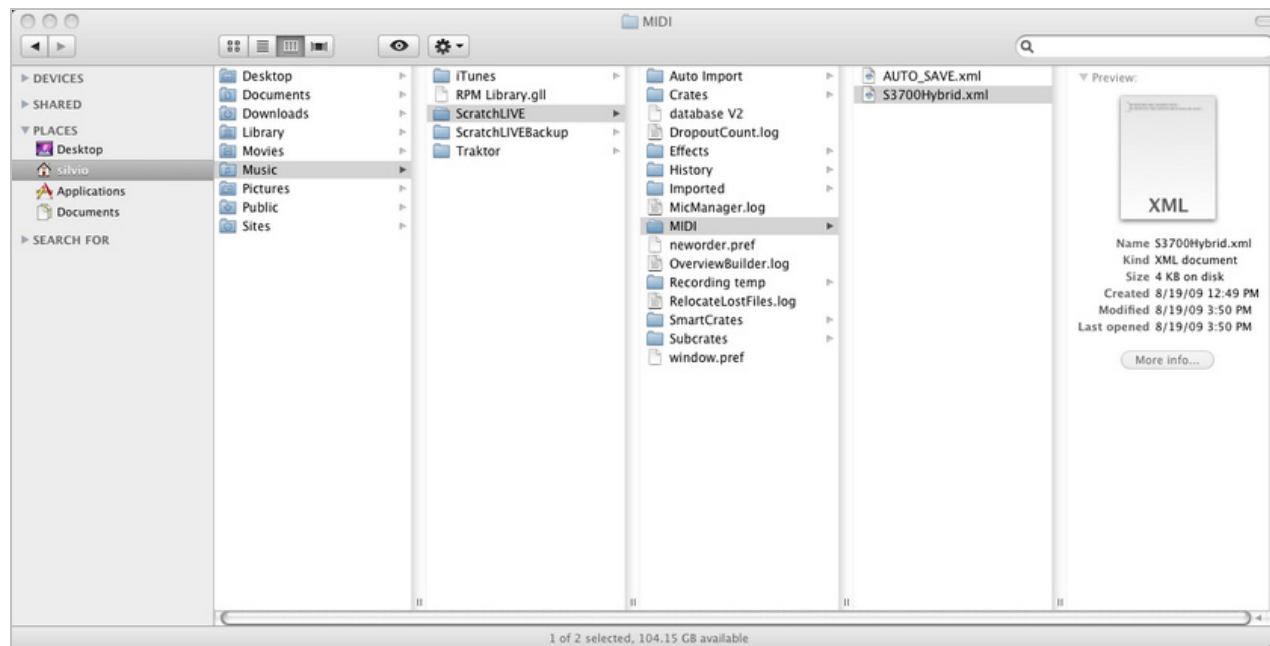 MIDI
DEVICES
SHARED
PLACES
Desktop
silvio
Applications
Documents
SEARCH FOR
Desktop
Documents
Downloads
Library
Movies
Music
Pictures
Public
Sites
iTunes
RPM Library.gll
ScratchLIVE
ScratchLIVEBackup
Traktor
Auto Import
Crates
database V2
DropoutCount.log
Effects
History
Imported
MicManager.log
MIDI
neworder.pref
OverviewBuilder.log
Recording temp
RelocateLostFiles.log
SmartCrates
Subcrates
window.pref
AUTO_SAVE.xml
S3700Hybrid.xml
Preview:
XML
Name S3700Hybrid.xml
Kind XML document
Size 4 KB on disk
Created 8/19/09 12:49 PM
Modified 8/19/09 3:50 PM
Last opened 8/19/09 3:50 PM
More info...
1 of 2 selected, 104.15 GB available